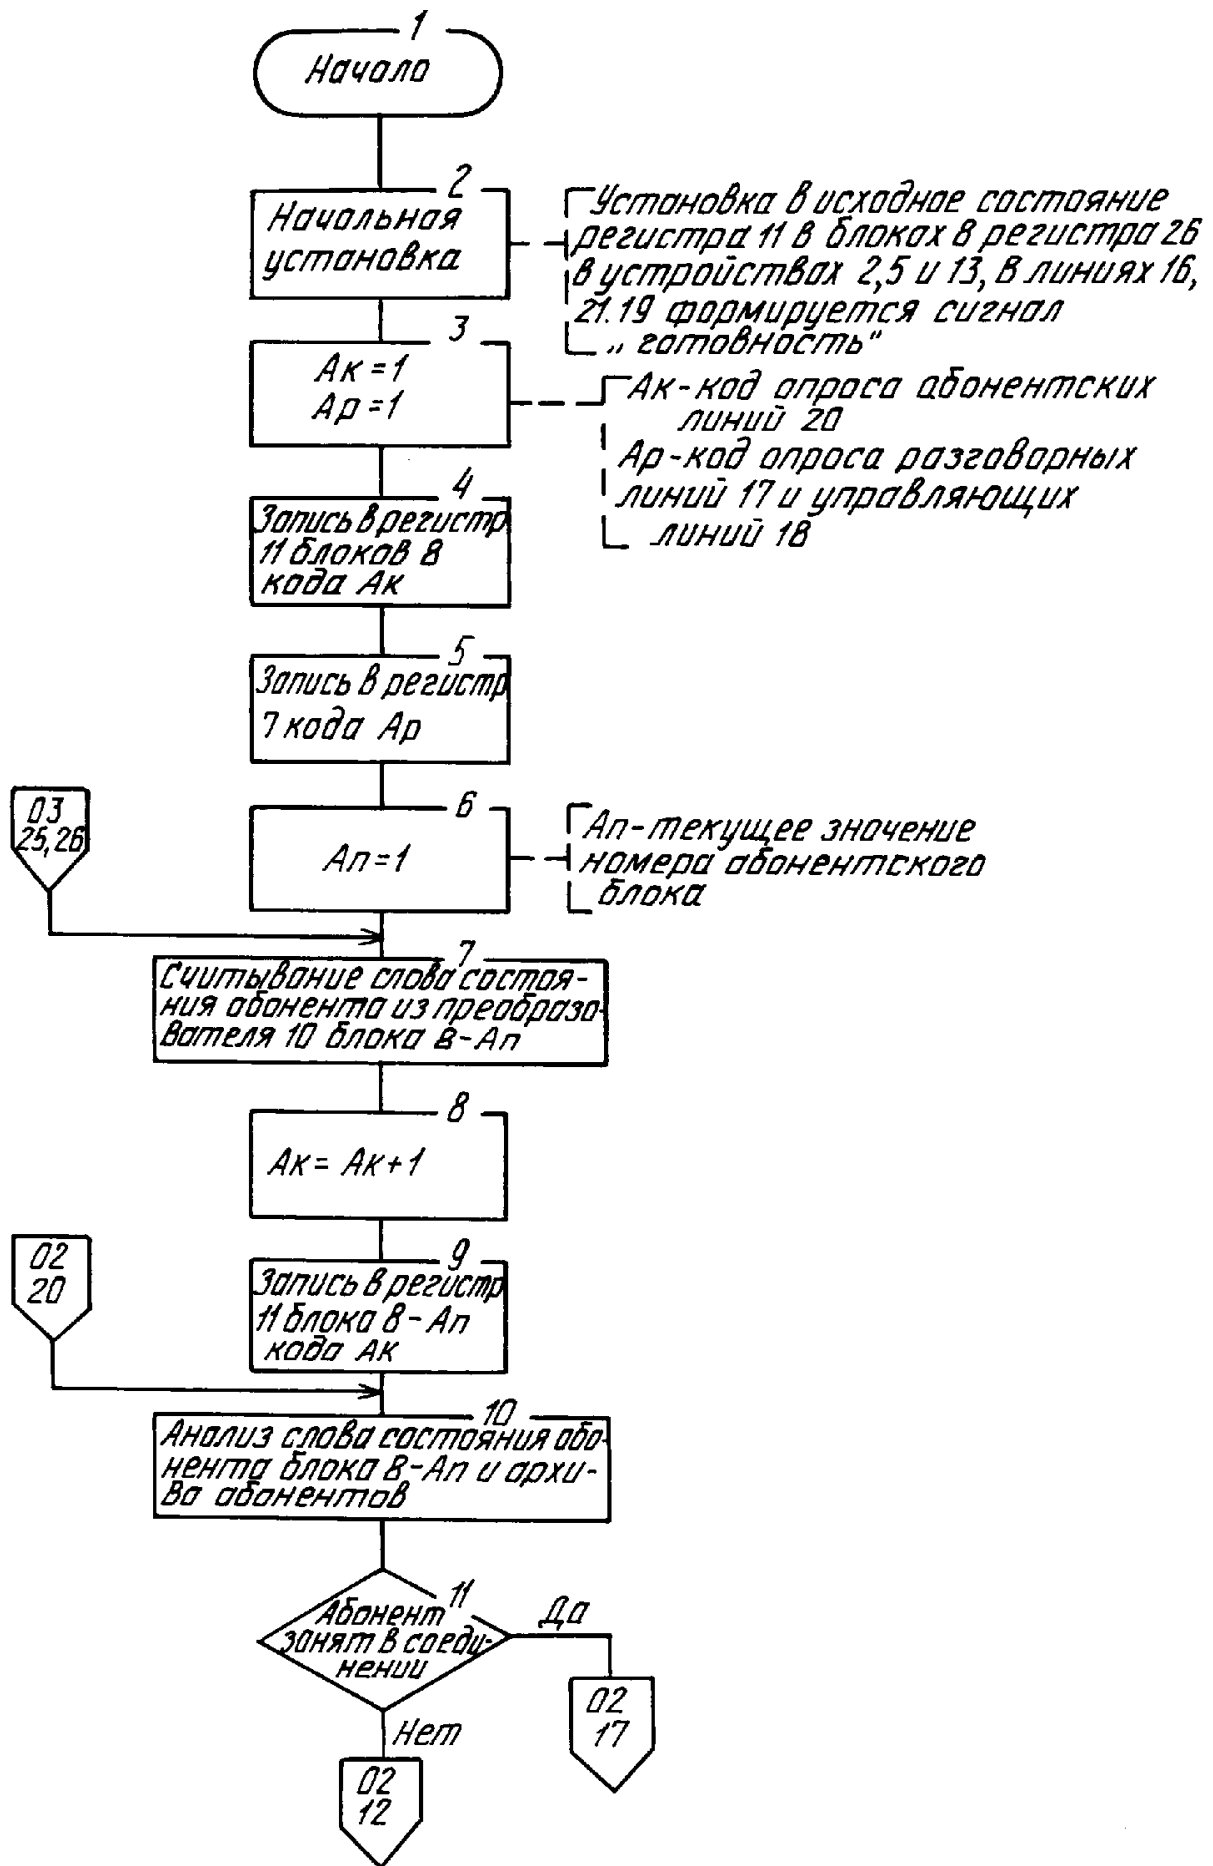 1
Начало
2
Начальная
установка
Установка в исходное состояние
регистра 11 в блоках 8 регистра 26
в устройствах 2,5 и 13, в линиях 16,
21.19 формируется сигнал
„ готовность"
3
Ак = 1
Ар = 1
Ак-код опроса абонентских
линий 20
Ар-код опроса разговорных
линий 17 и управляющих
линий 18
4
Запись в регистр
11 блоков 8
кода Ак
5
Запись в регистр
7 кода Ар
03
25, 26
6
Ап=1
Ап-текущее значение
номера абонентского
блока
7
Считывание слова состоя-
ния абонента из преобразо-
вателя 10 блока 8-Ап
8
Ак = Ак+1
02
20
9
Запись в регистр
11 блока 8-Ап
кода Ак
10
Анализ слова состояния або-
нента блока 8-Ап и архи-
ва абонентов
11
Абонент
занят в соеди-
нении
Да
02
17
Нет
02
12